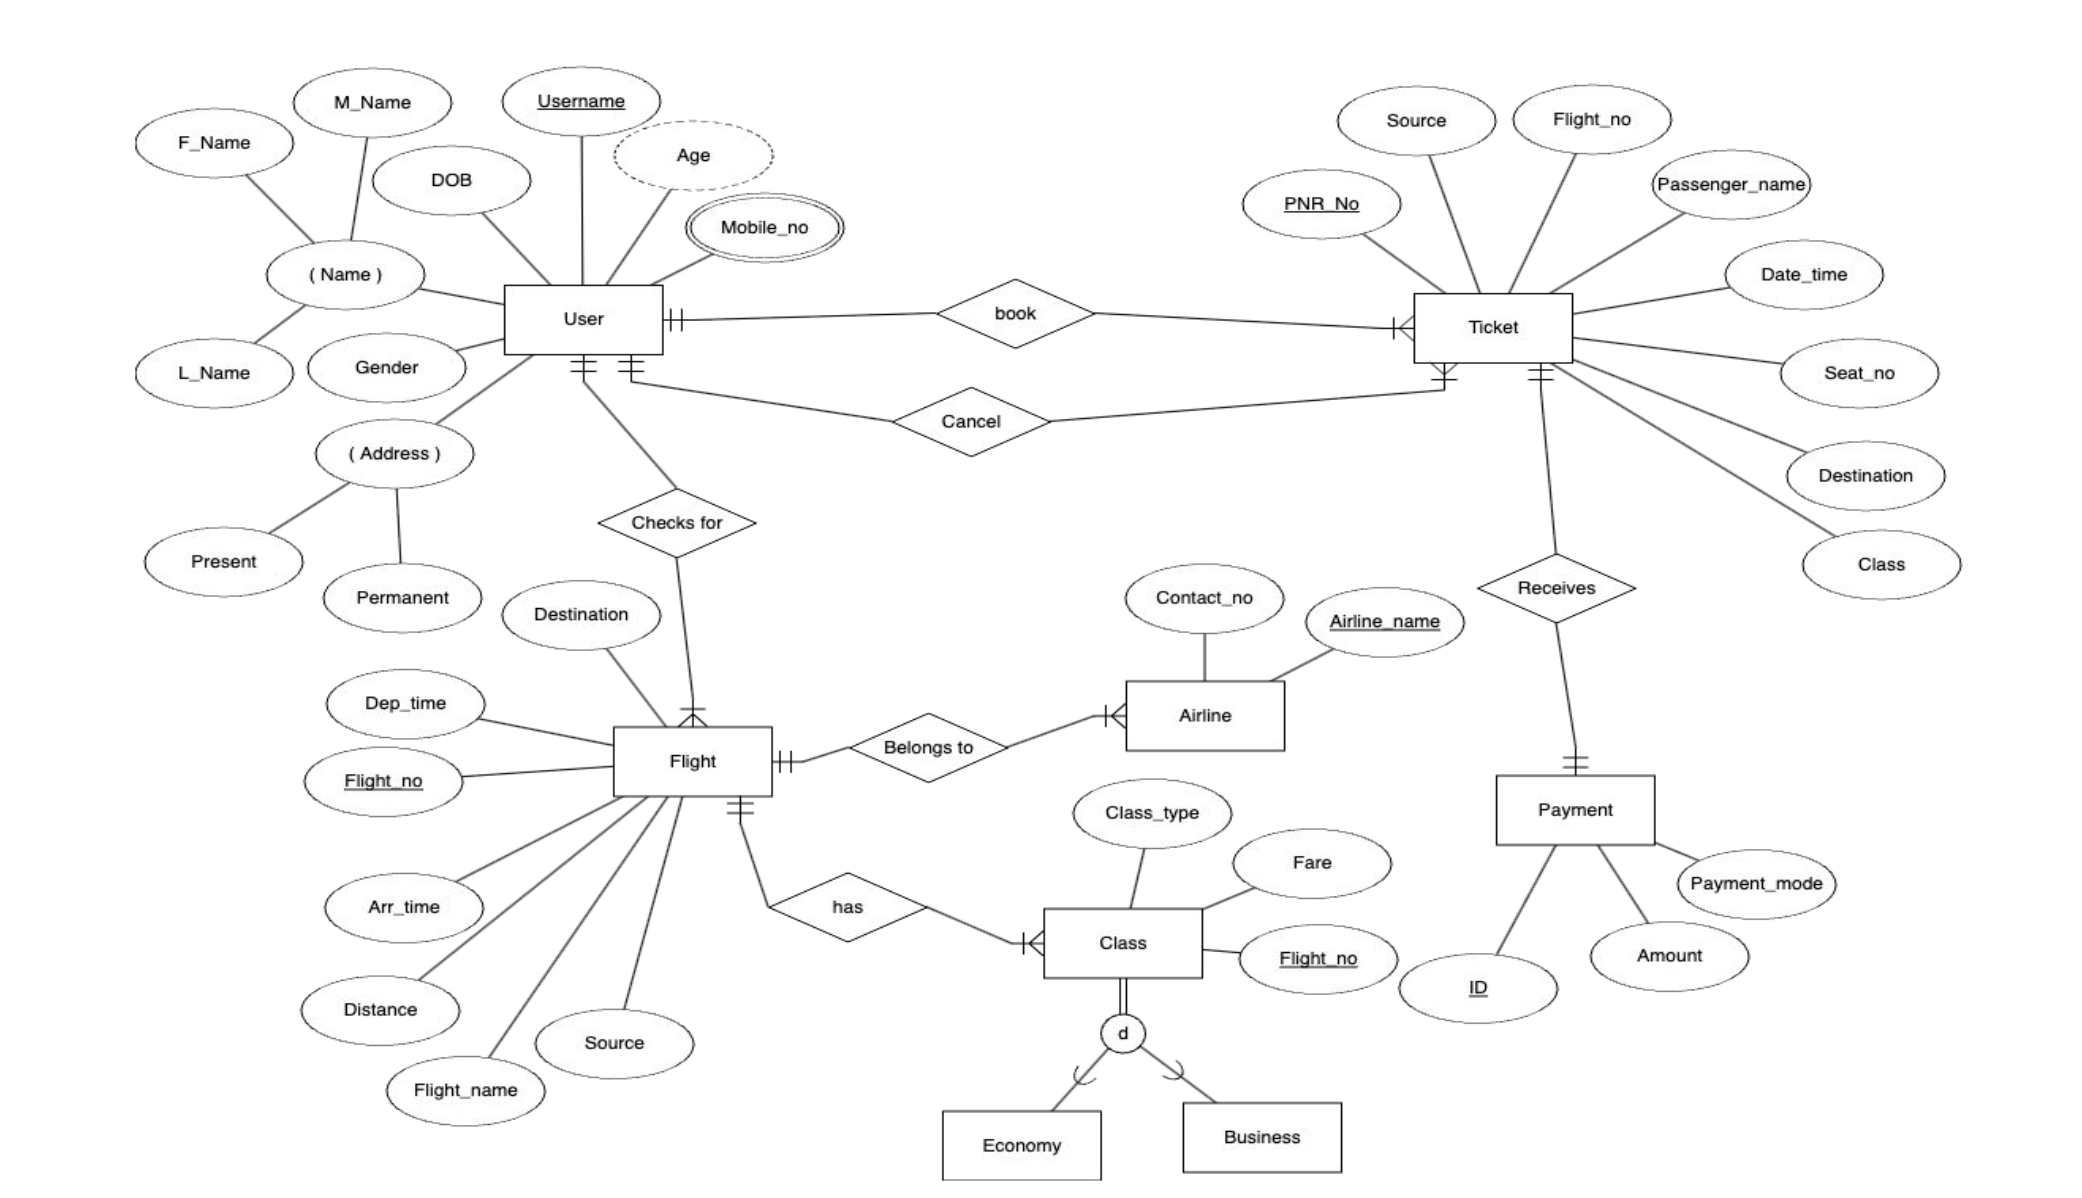 M_Name
Username
F_Name
DOB
Age
Mobile_no
( Name )
User
L_Name
Gender
( Address )
Present
Permanent
book
Cancel
Checks for
Source
Flight_no
Passenger_name
PNR_No
Date_time
Ticket
Seat_no
Destination
Class
Receives
Destination
Dep_time
Flight
Flight_no
Arr_time
Distance
Flight_name
Source
Belongs to
Contact_no
Airline_name
Airline
has
Class_type
Fare
Class
Flight_no
d
Economy
Business
Payment
Payment_mode
Amount
ID